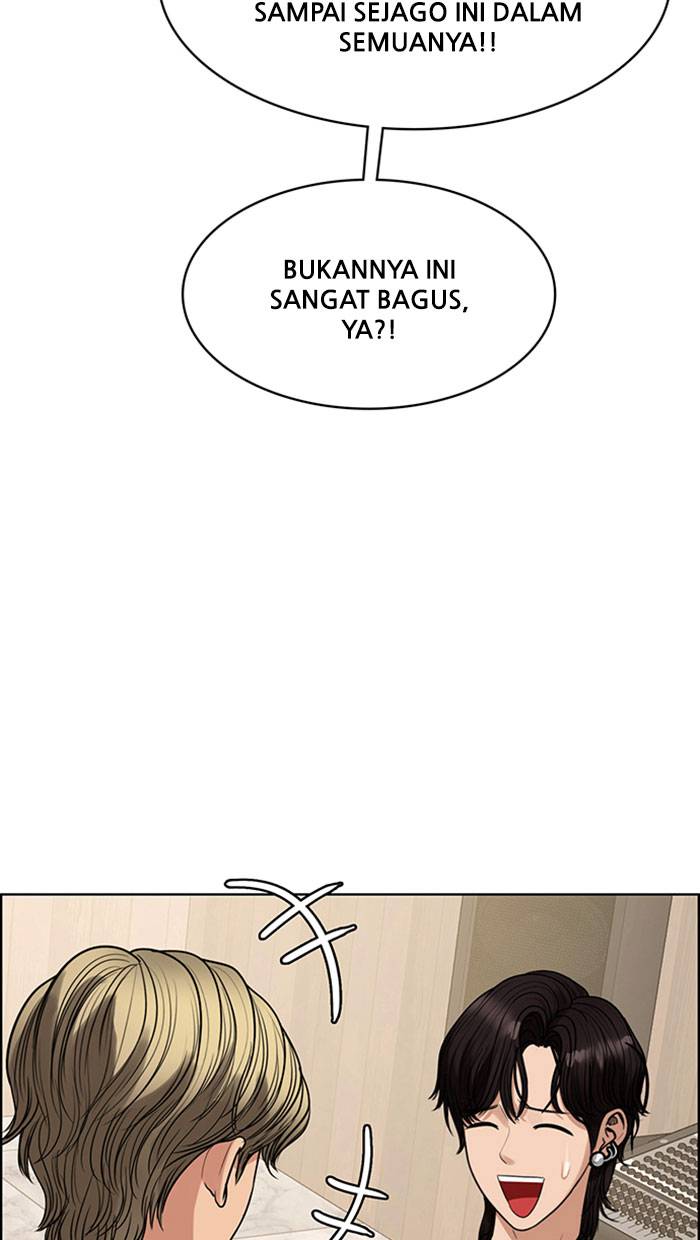 SAMPAI SEJAGO INI DALAM
SEMUANYA!!
BUKANNYA INI
SANGAT BAGUS,
YA?!